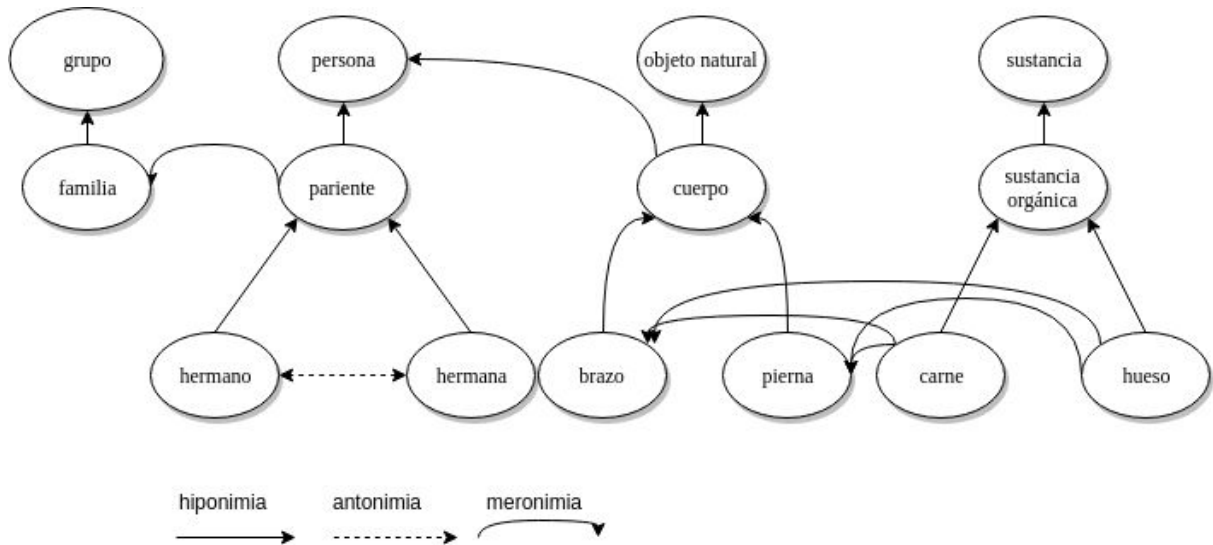 grupo
persona
objeto natural
sustancia
familia
pariente
cuerpo
sustancia
orgánica
hermano
hermana
brazo
pierna
carne
hueso
hiponimia
antonimia
meronimia